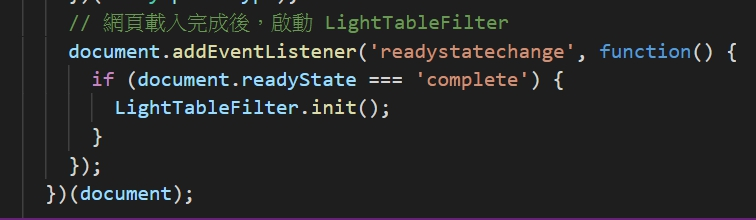 // 網頁載入完成後，啟動 LightTableFilter
document.addEventListener('readystatechange', function() {
if (document.readyState === 'complete') {
LightTableFilter.init();
}
});
})(document);